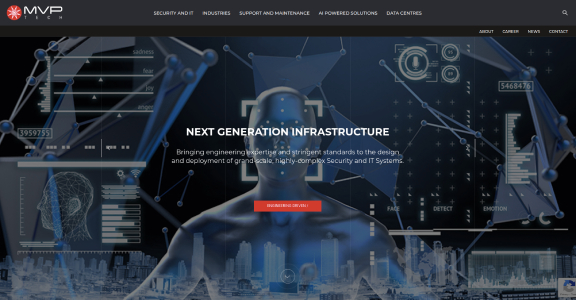 MVP
TECH
SECURITY AND IT INDUSTRIES SUPPORT AND MAINTENANCE AI POWERED SOLUTIONS DATA CENTRES
ABOUT CAREER NEWS CONTACT
sadness
fear
anger
5468476
3959755
NEXT GENERATION INFRASTRUCTURE
Bringing engineering expertise and stringent standards to the design
and deployment of grand-scale, highly-complex Security and IT Systems.
ENGINEERING DRIVEN
FACE DETECT EMOTION